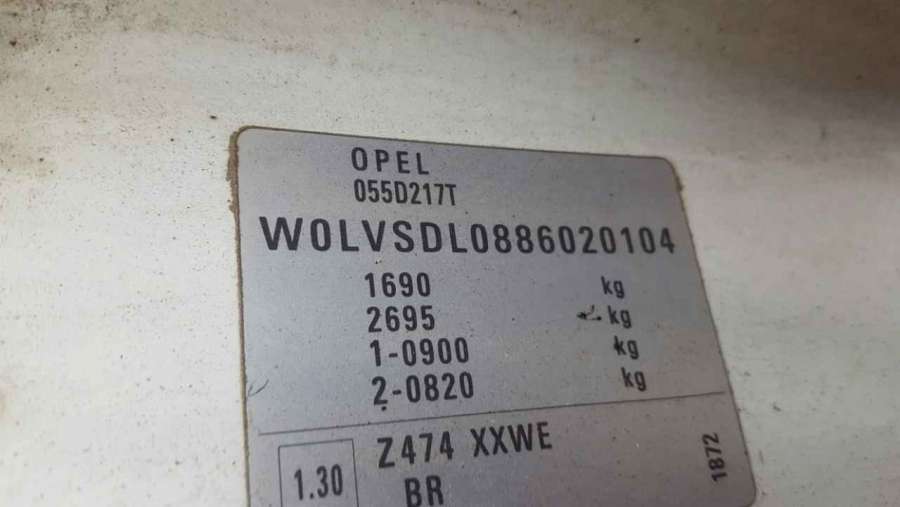 OPEL
055D217T
W0LVSDL0886020104
1690 kg
2695 kg
1-0900 kg
2-0820 kg
1.30 Z474 XXWE
BR
1872